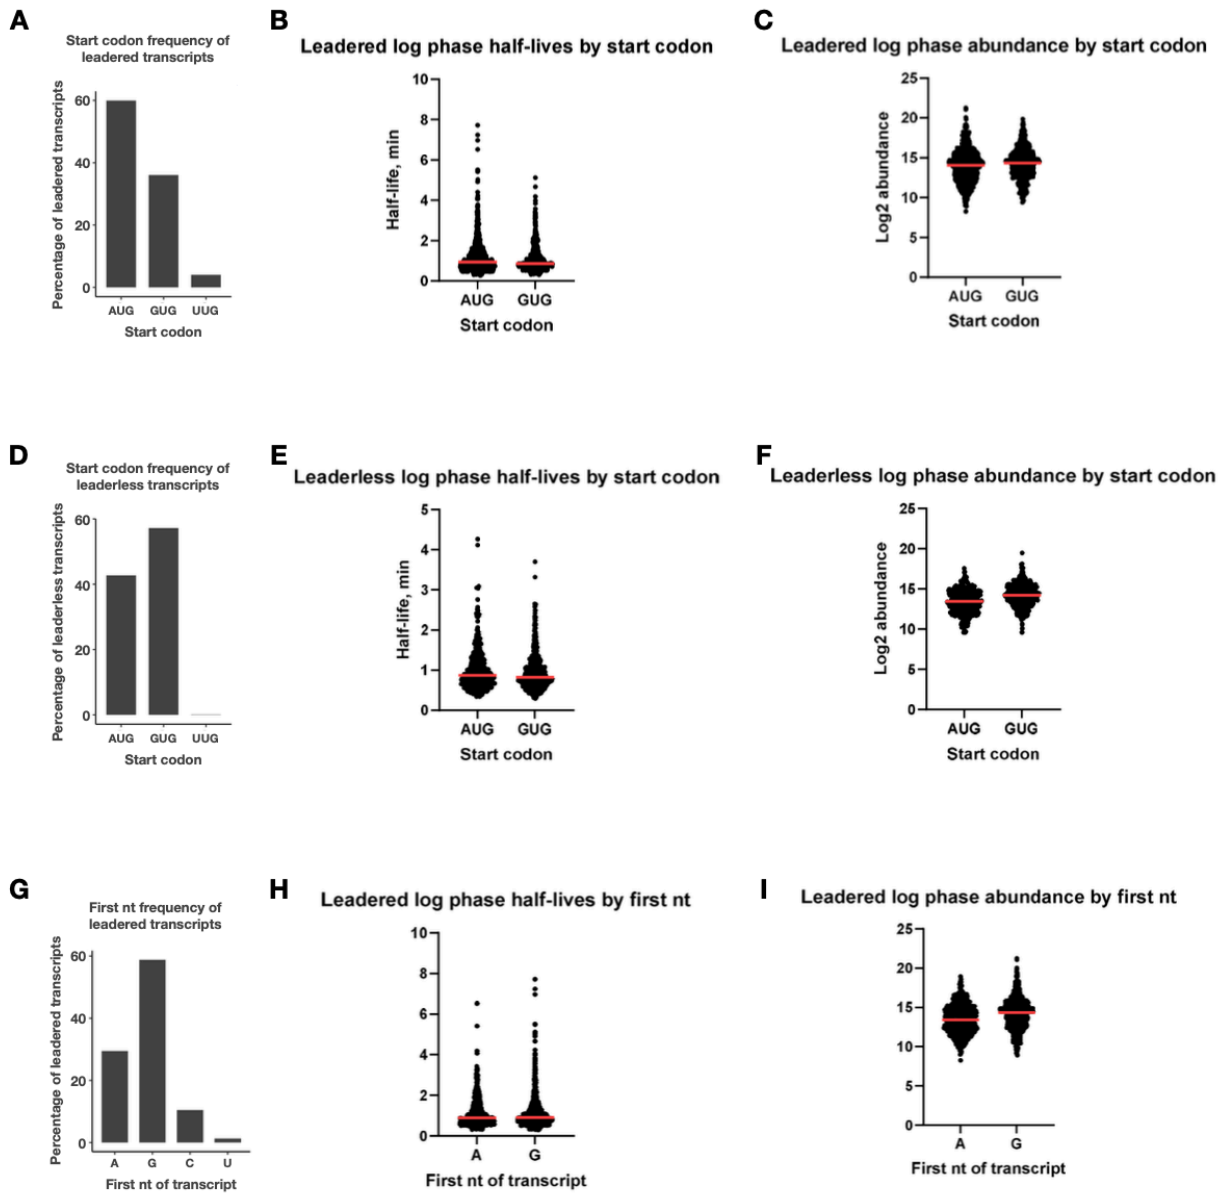 A
Start codon frequency of
leadered transcripts
Percentage of leadered transcripts
60
40
20
0
AUG GUG UUG
Start codon
B
Leadered log phase half-lives by start codon
Half-life, min
10
8
6
4
2
0
AUG GUG
Start codon
C
Leadered log phase abundance by start codon
Log2 abundance
25
20
15
10
5
0
AUG GUG
Start codon
D
Start codon frequency of
leaderless transcripts
Percentage of leaderless transcripts
60
40
20
0
AUG GUG UUG
Start codon
E
Leaderless log phase half-lives by start codon
Half-life, min
5
4
3
2
1
0
AUG GUG
Start codon
F
Leaderless log phase abundance by start codon
Log2 abundance
25
20
15
10
5
0
AUG GUG
Start codon
G
First nt frequency of
leadered transcripts
Percentage of leadered transcripts
60
40
20
0
A G C U
First nt of transcript
H
Leadered log phase half-lives by first nt
Half-life, min
10
8
6
4
2
0
A G
First nt of transcript
I
Leadered log phase abundance by first nt
Log2 abundance
25
20
15
10
5
0
A G
First nt of transcript